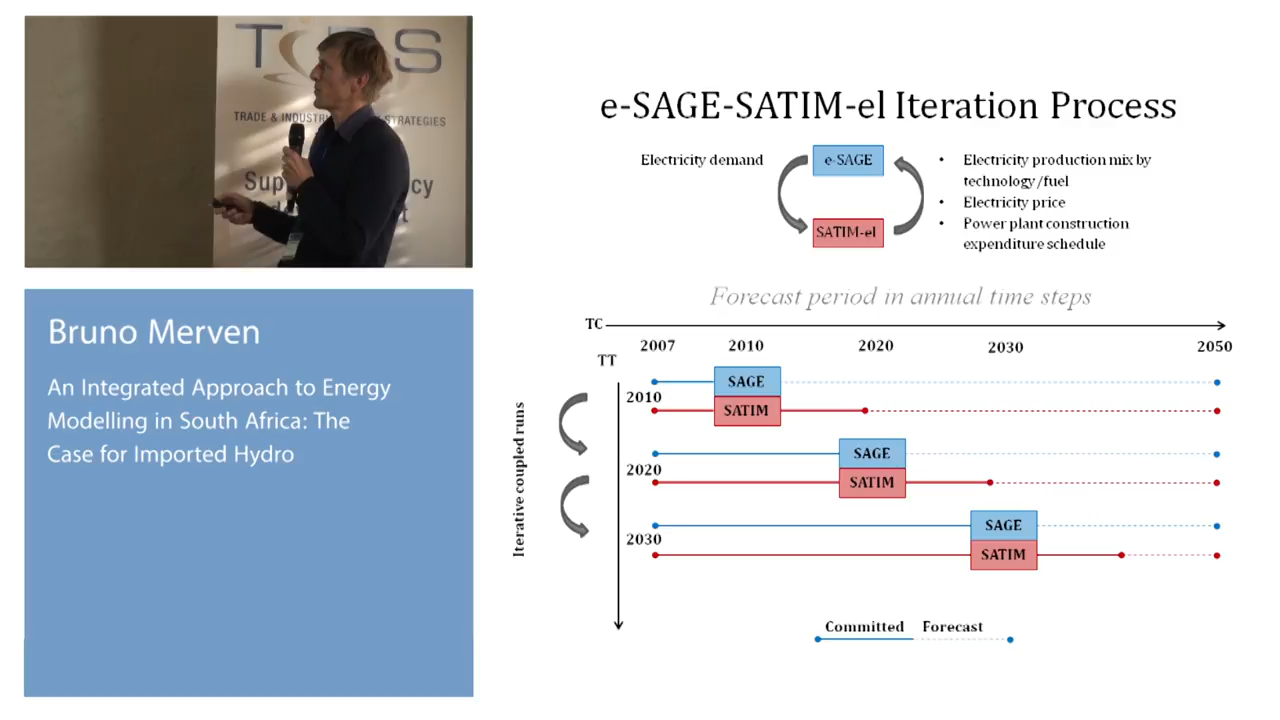 TRADE & INDUSTRI
STRATEGIES
Bruno Merven
An Integrated Approach to Energy
Modelling in South Africa: The
Case for Imported Hydro
e-SAGE-SATIM-el Iteration Process
Electricity demand
e-SAGE
SATIM-el
• Electricity production mix by
technology/fuel
• Electricity price
• Power plant construction
expenditure schedule
Forecast period in annual time steps
TC
2007 2010 2020 2030 2050
TT
Iterative coupled runs
2010
SAGE
SATIM
2020
SAGE
SATIM
2030
SAGE
SATIM
Committed Forecast